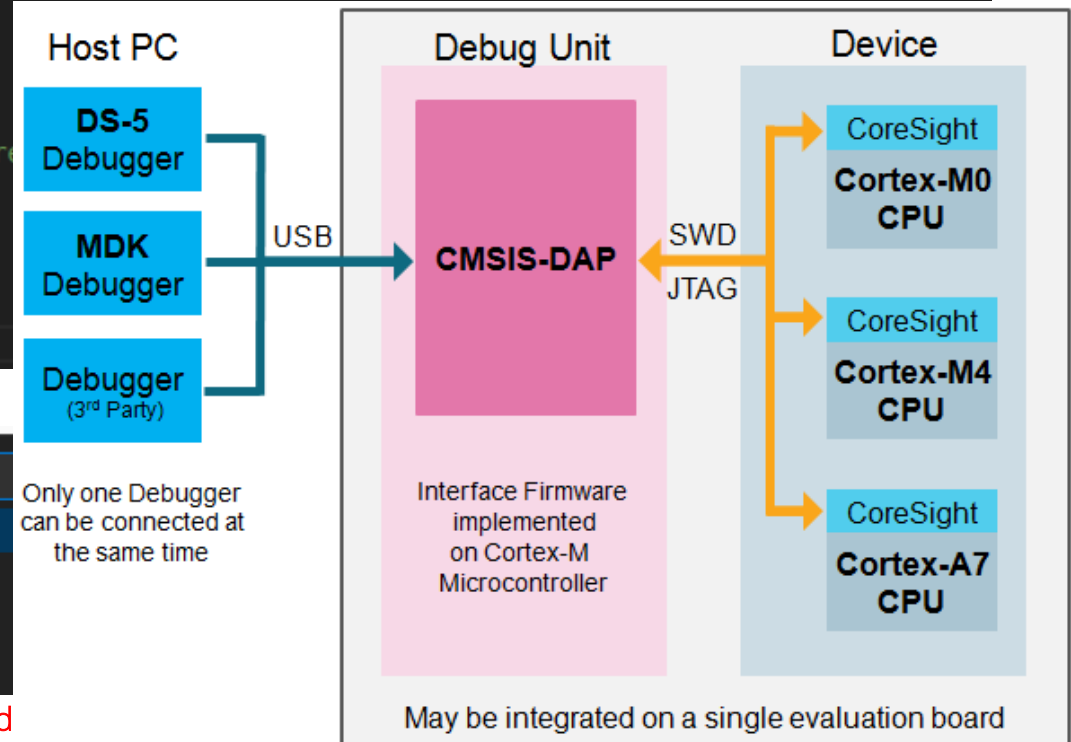 Host PC
Debug Unit
Device
DS-5
Debugger
MDK
Debugger
Debugger
(3rd Party)
Only one Debugger
can be connected at
the same time
USB
CMSIS-DAP
Interface Firmware
implemented
on Cortex-M
Microcontroller
SWD
JTAG
CoreSight
Cortex-M0
CPU
CoreSight
Cortex-M4
CPU
CoreSight
Cortex-A7
CPU
May be integrated on a single evaluation board